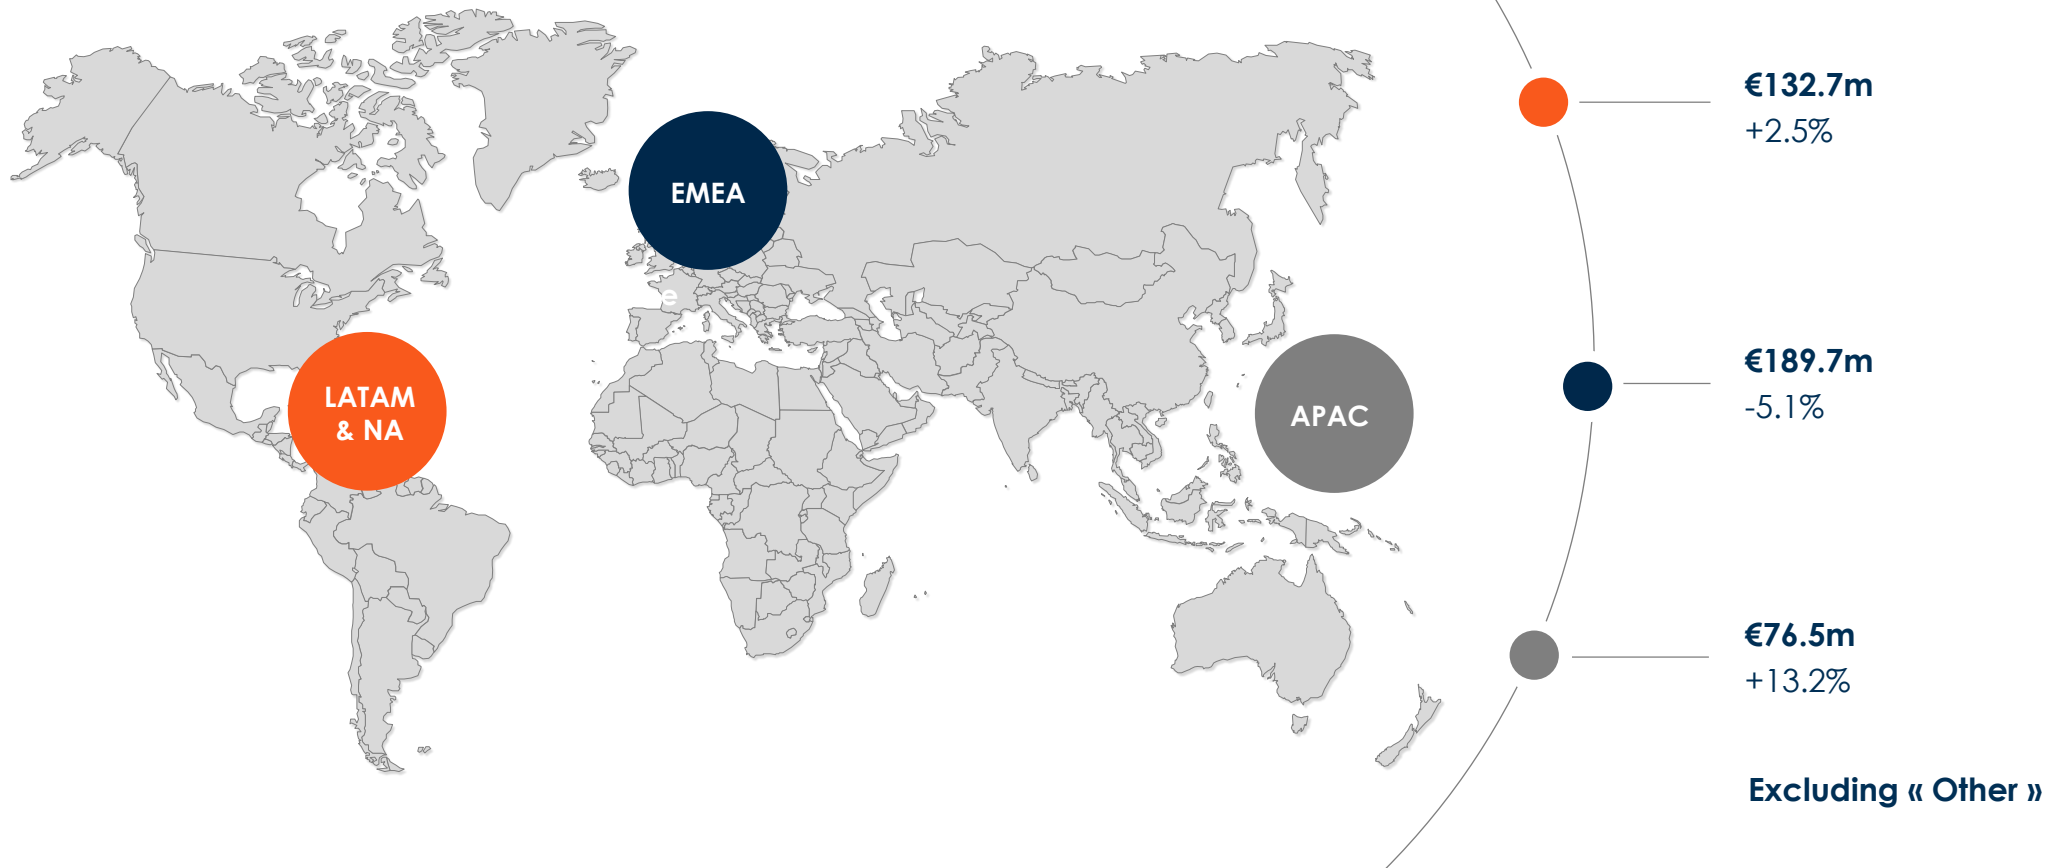 EMEA
e
LATAM
& NA
APAC
€132.7m
+2.5%
€189.7m
-5.1%
€76.5m
+13.2%
Excluding « Other »